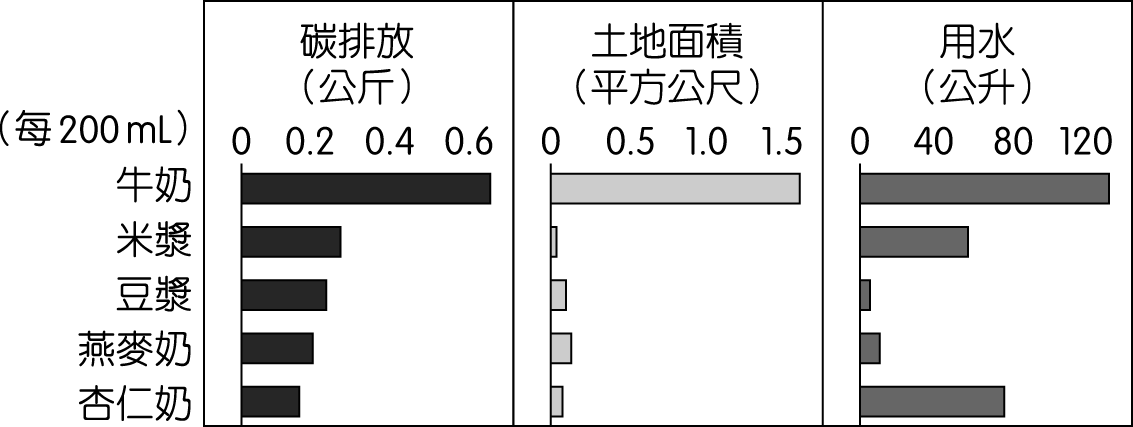 碳排放 土地面積 用水
（公斤） （平方公尺） （公升）
（每200 mL） 0 0.2 0.4 0.6 0 0.5 1.0 1.5 0 40 80 120
牛奶
米漿
豆漿
燕麥奶
杏仁奶